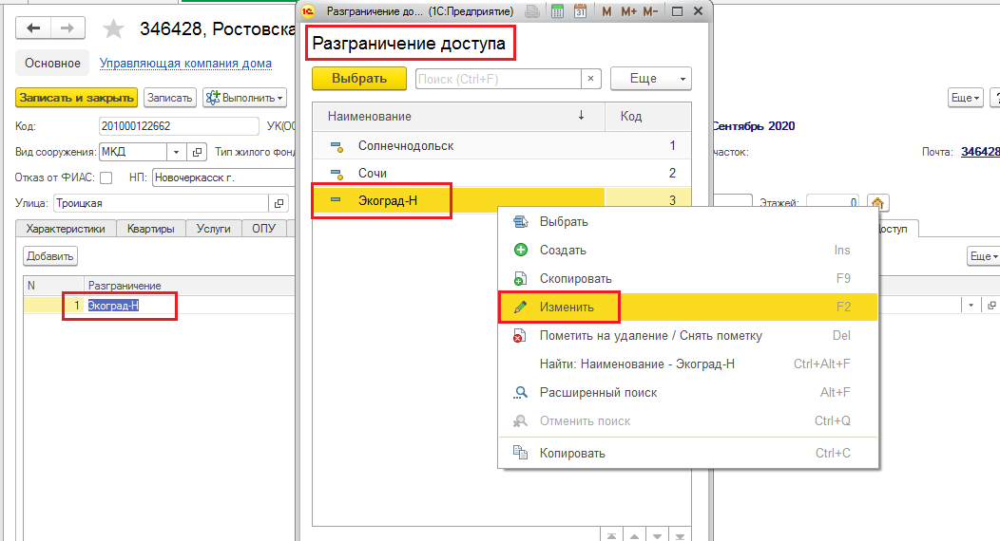 Разграничение до... (1С:Предприятие) M M+ M-
346428, Ростовска
Разграничение доступа
Основное Управляющая компания дома
Выбрать Поиск (Ctrl+F) × Еще
Записать и закрыть Записать Выполнить Еще ?
Наименование ↓ Код
Код: 201000122662 УК(ОС Сентябрь 2020
Солнечнодольск 1
Вид сооружения: МКД Тип жилого фонд часток: Почта: 346428
Сочи 2
Отказ от ФИАС: НП: Новочеркасск г.
Экоград-Н 3
Улица: Троицкая Этажей: 0
Характеристики Квартиры Услуги ОПУ Доступ
Выбрать
Добавить Еще
Создать Ins
Скопировать F9
N Разграничение
1 Экоград-Н
Изменить F2
Пометить на удаление / Снять пометку Del
Найти: Наименование - Экоград-Н Ctrl+Alt+F
Расширенный поиск Alt+F
Отменить поиск Ctrl+Q
Копировать Ctrl+C